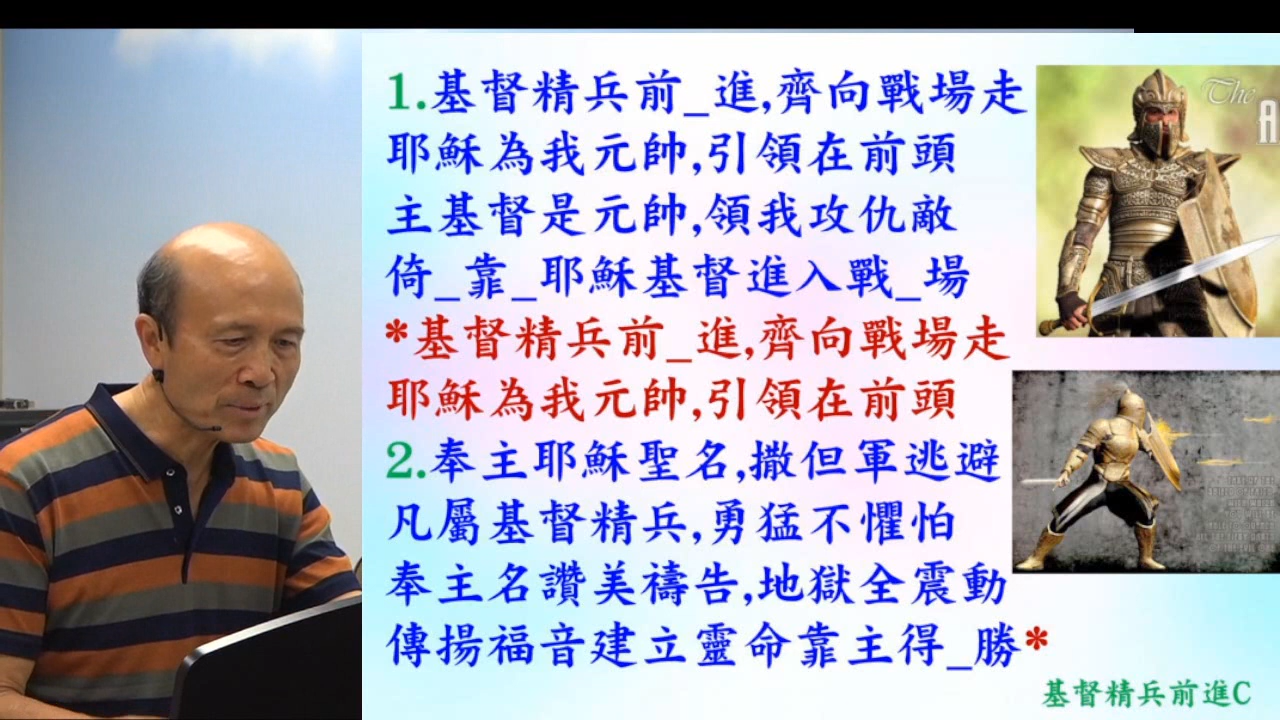 1.基督精兵前_進,齊向戰場走
耶穌為我元帥,引領在前頭
主基督是元帥,領我攻仇敵
倚_靠_耶穌基督進入戰_場
*基督精兵前_進,齊向戰場走
耶穌為我元帥,引領在前頭
2.奉主耶穌聖名,撒但軍逃避
凡屬基督精兵,勇猛不懼怕
奉主名讚美禱告,地獄全震動
傳揚福音建立靈命靠主得_勝*
基督精兵前進C
The
A